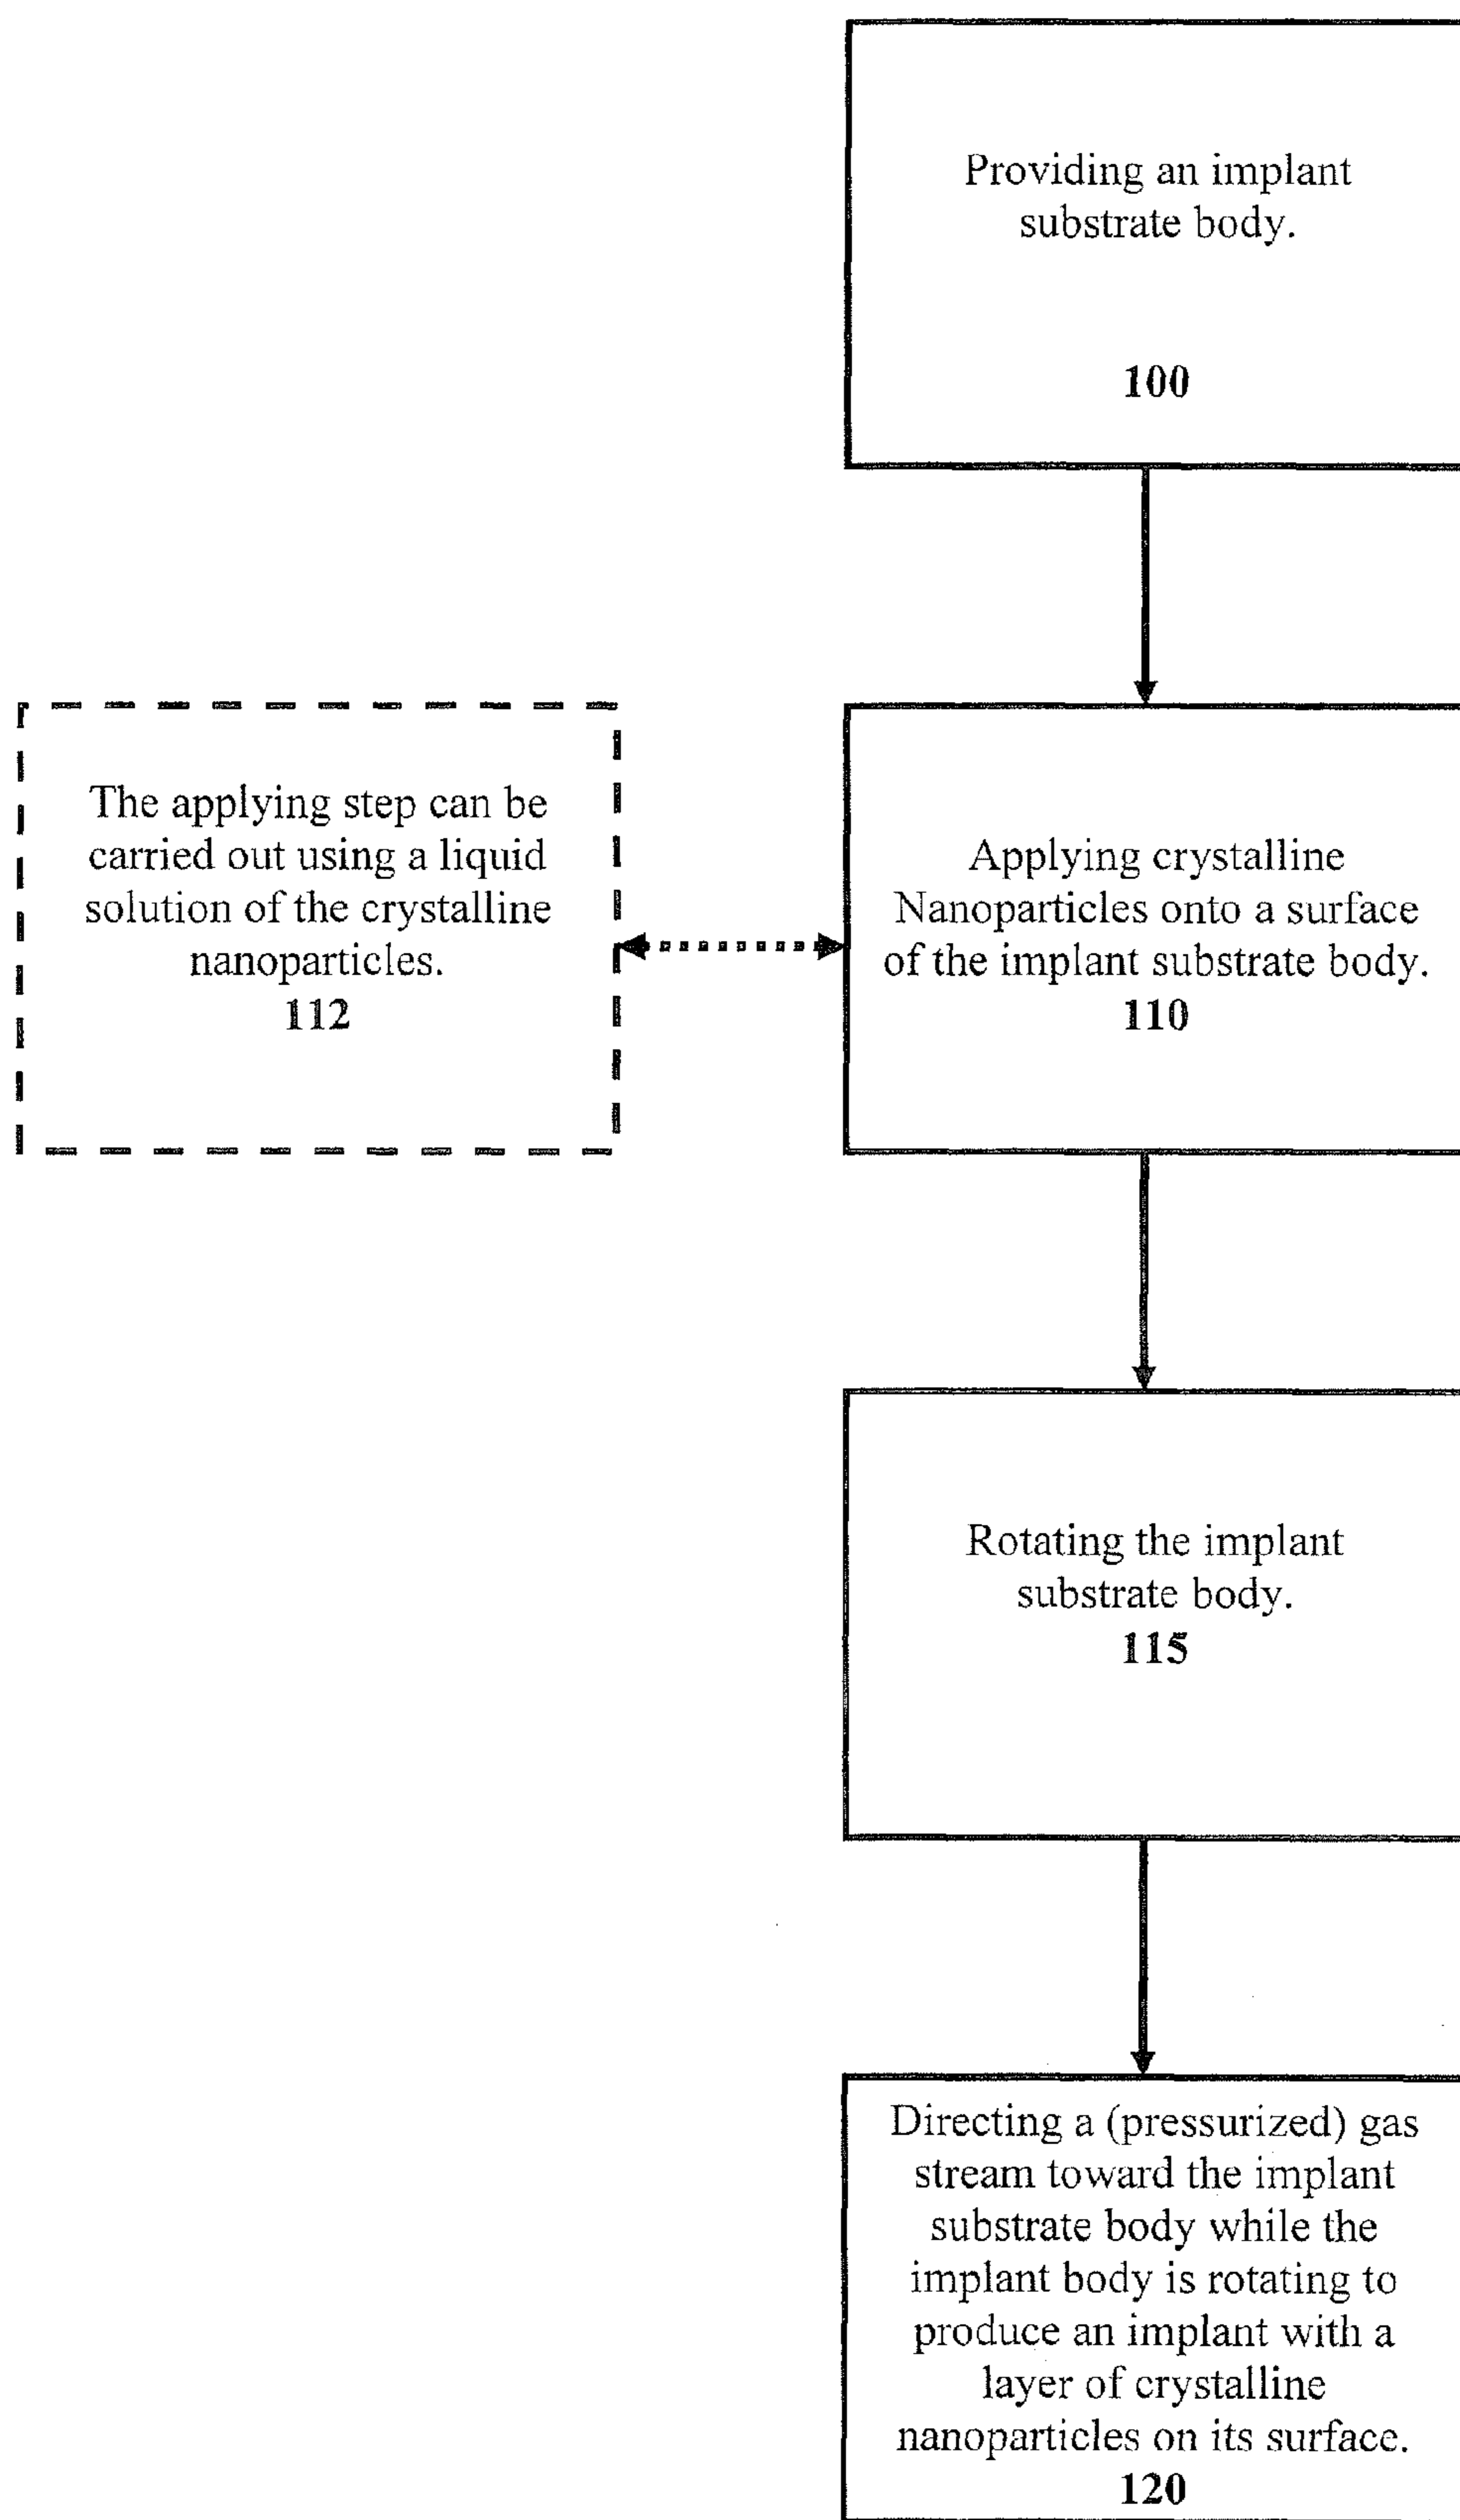 Providing an implant
substrate body.
100
The applying step can be
carried out using a liquid
solution of the crystalline
nanoparticles.
112
Applying crystalline
Nanoparticles onto a surface
of the implant substrate body.
110
Rotating the implant
substrate body.
115
Directing a (pressurized) gas
stream toward the implant
substrate body while the
implant body is rotating to
produce an implant with a
layer of crystalline
nanoparticles on its surface.
120